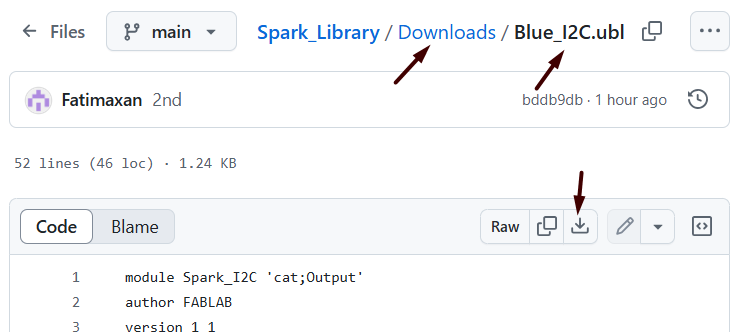 Files main Spark_Library / Downloads / Blue_I2C.ubl
Fatimaxan 2nd bddb9db · 1 hour ago
52 lines (46 loc) · 1.24 KB
Code Blame Raw
1 module Spark_I2C 'cat;Output'
2 author FABLAB
3 version 1 1